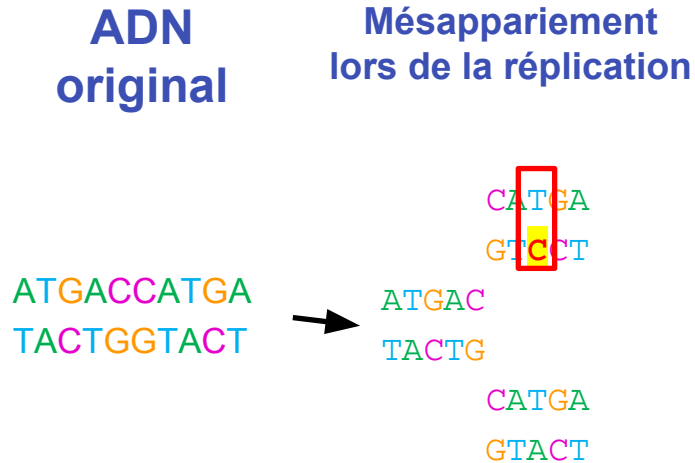 ADN
original
Mésappariement
lors de la réplication
ATGACCATGA
TACTGGTACT
CATGA
GTCCT
ATGAC
TACTG
CATGA
GTACT